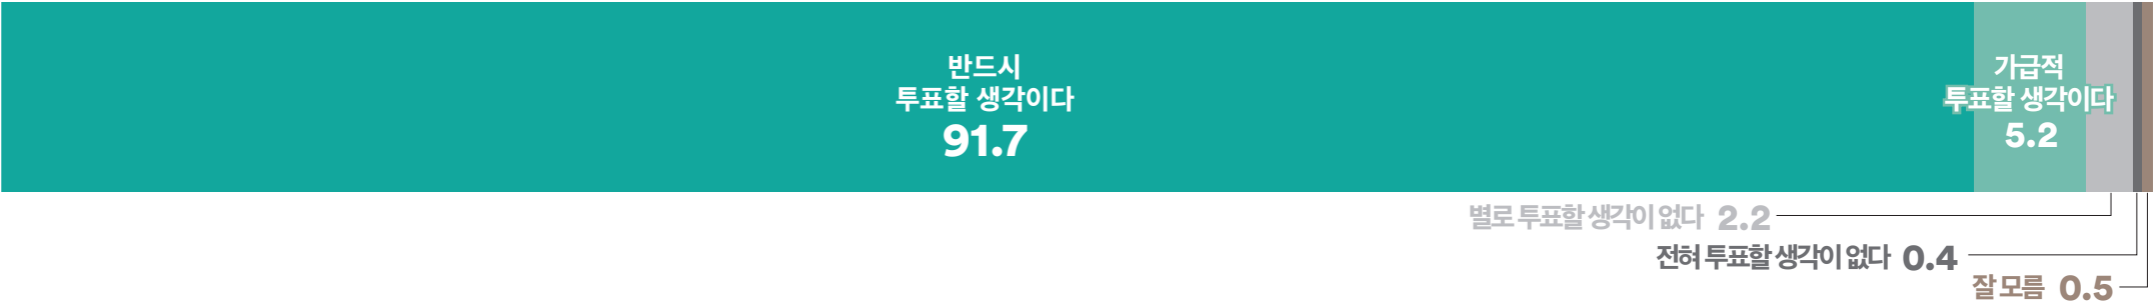 반드시
투표할 생각이다
91.7
가급적
투표할 생각이다
5.2
별로 투표할 생각이 없다 2.2
전혀 투표할 생각이 없다 0.4
잘 모름 0.5